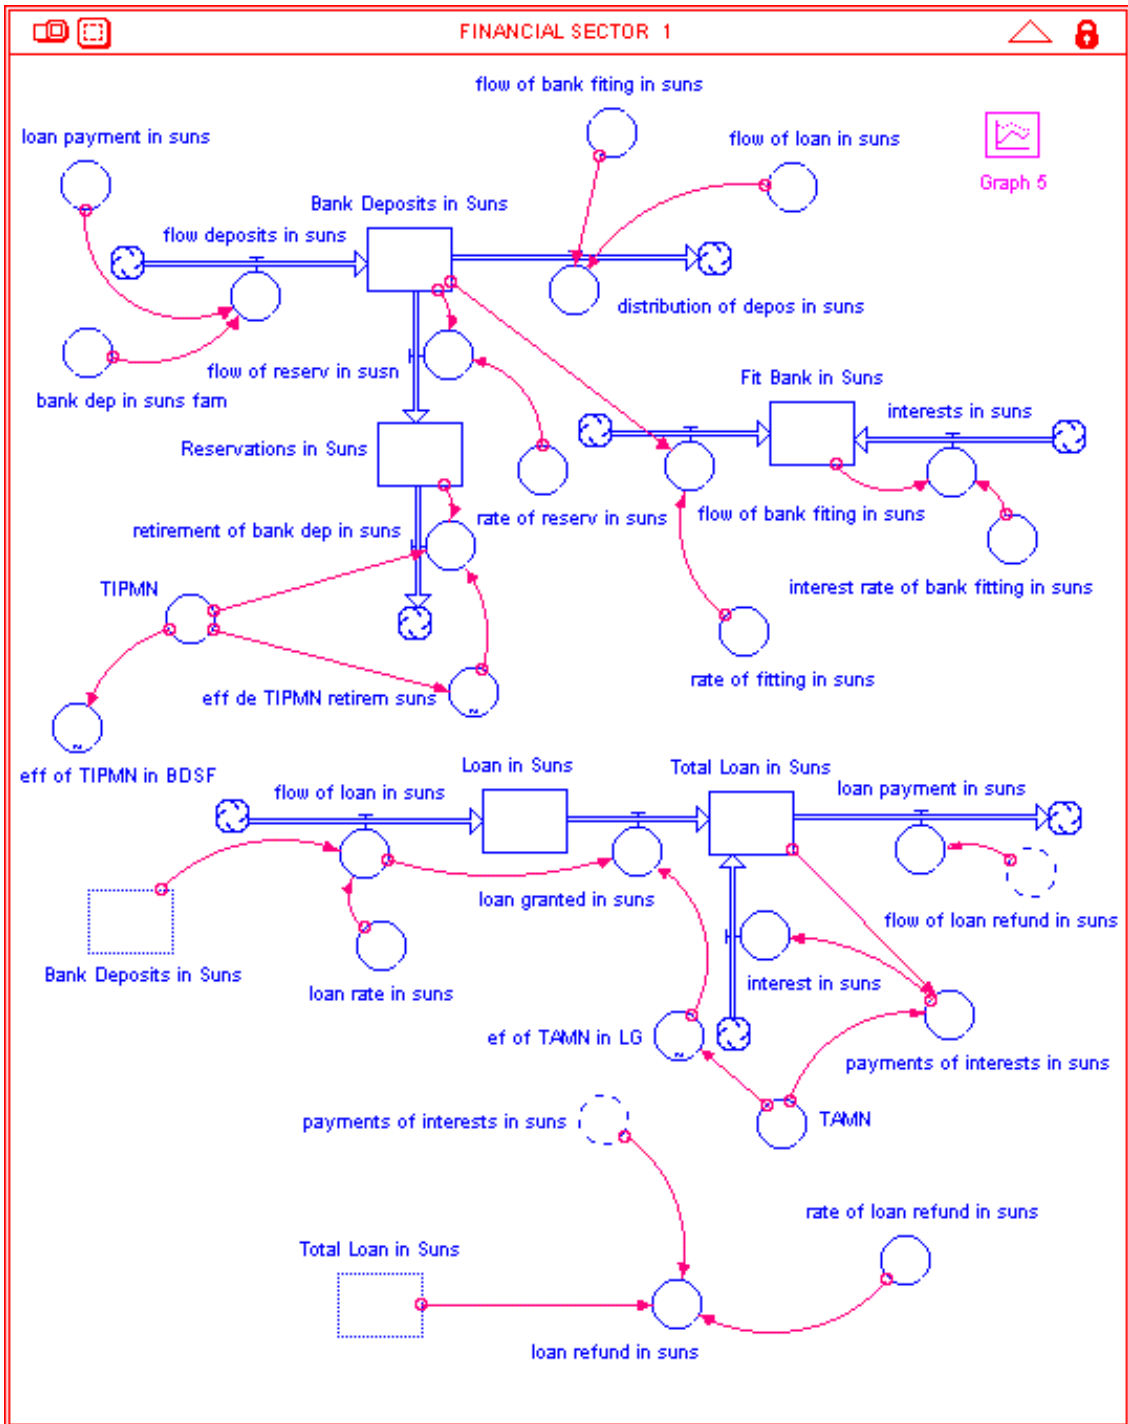 FINANCIAL SECTOR 1
flow of bank fiting in suns
loan payment in suns
flow of loan in suns
Graph 5
Bank Deposits in Suns
flow deposits in suns
distribution of depos in suns
flow of reserv in susn
Fit Bank in Suns
bank dep in suns fam
interests in suns
Reservations in Suns
rate of reserv in suns
flow of bank fiting in suns
retirement of bank dep in suns
TIPMN
interest rate of bank fitting in suns
rate of fitting in suns
eff de TIPMN retirem suns
eff of TIPMN in BDSF
Loan in Suns
Total Loan in Suns
flow of loan in suns
loan payment in suns
loan granted in suns
flow of loan refund in suns
Bank Deposits in Suns
loan rate in suns
interest in suns
ef of TAMN in LG
payments of interests in suns
payments of interests in suns
TAMN
rate of loan refund in suns
Total Loan in Suns
loan refund in suns